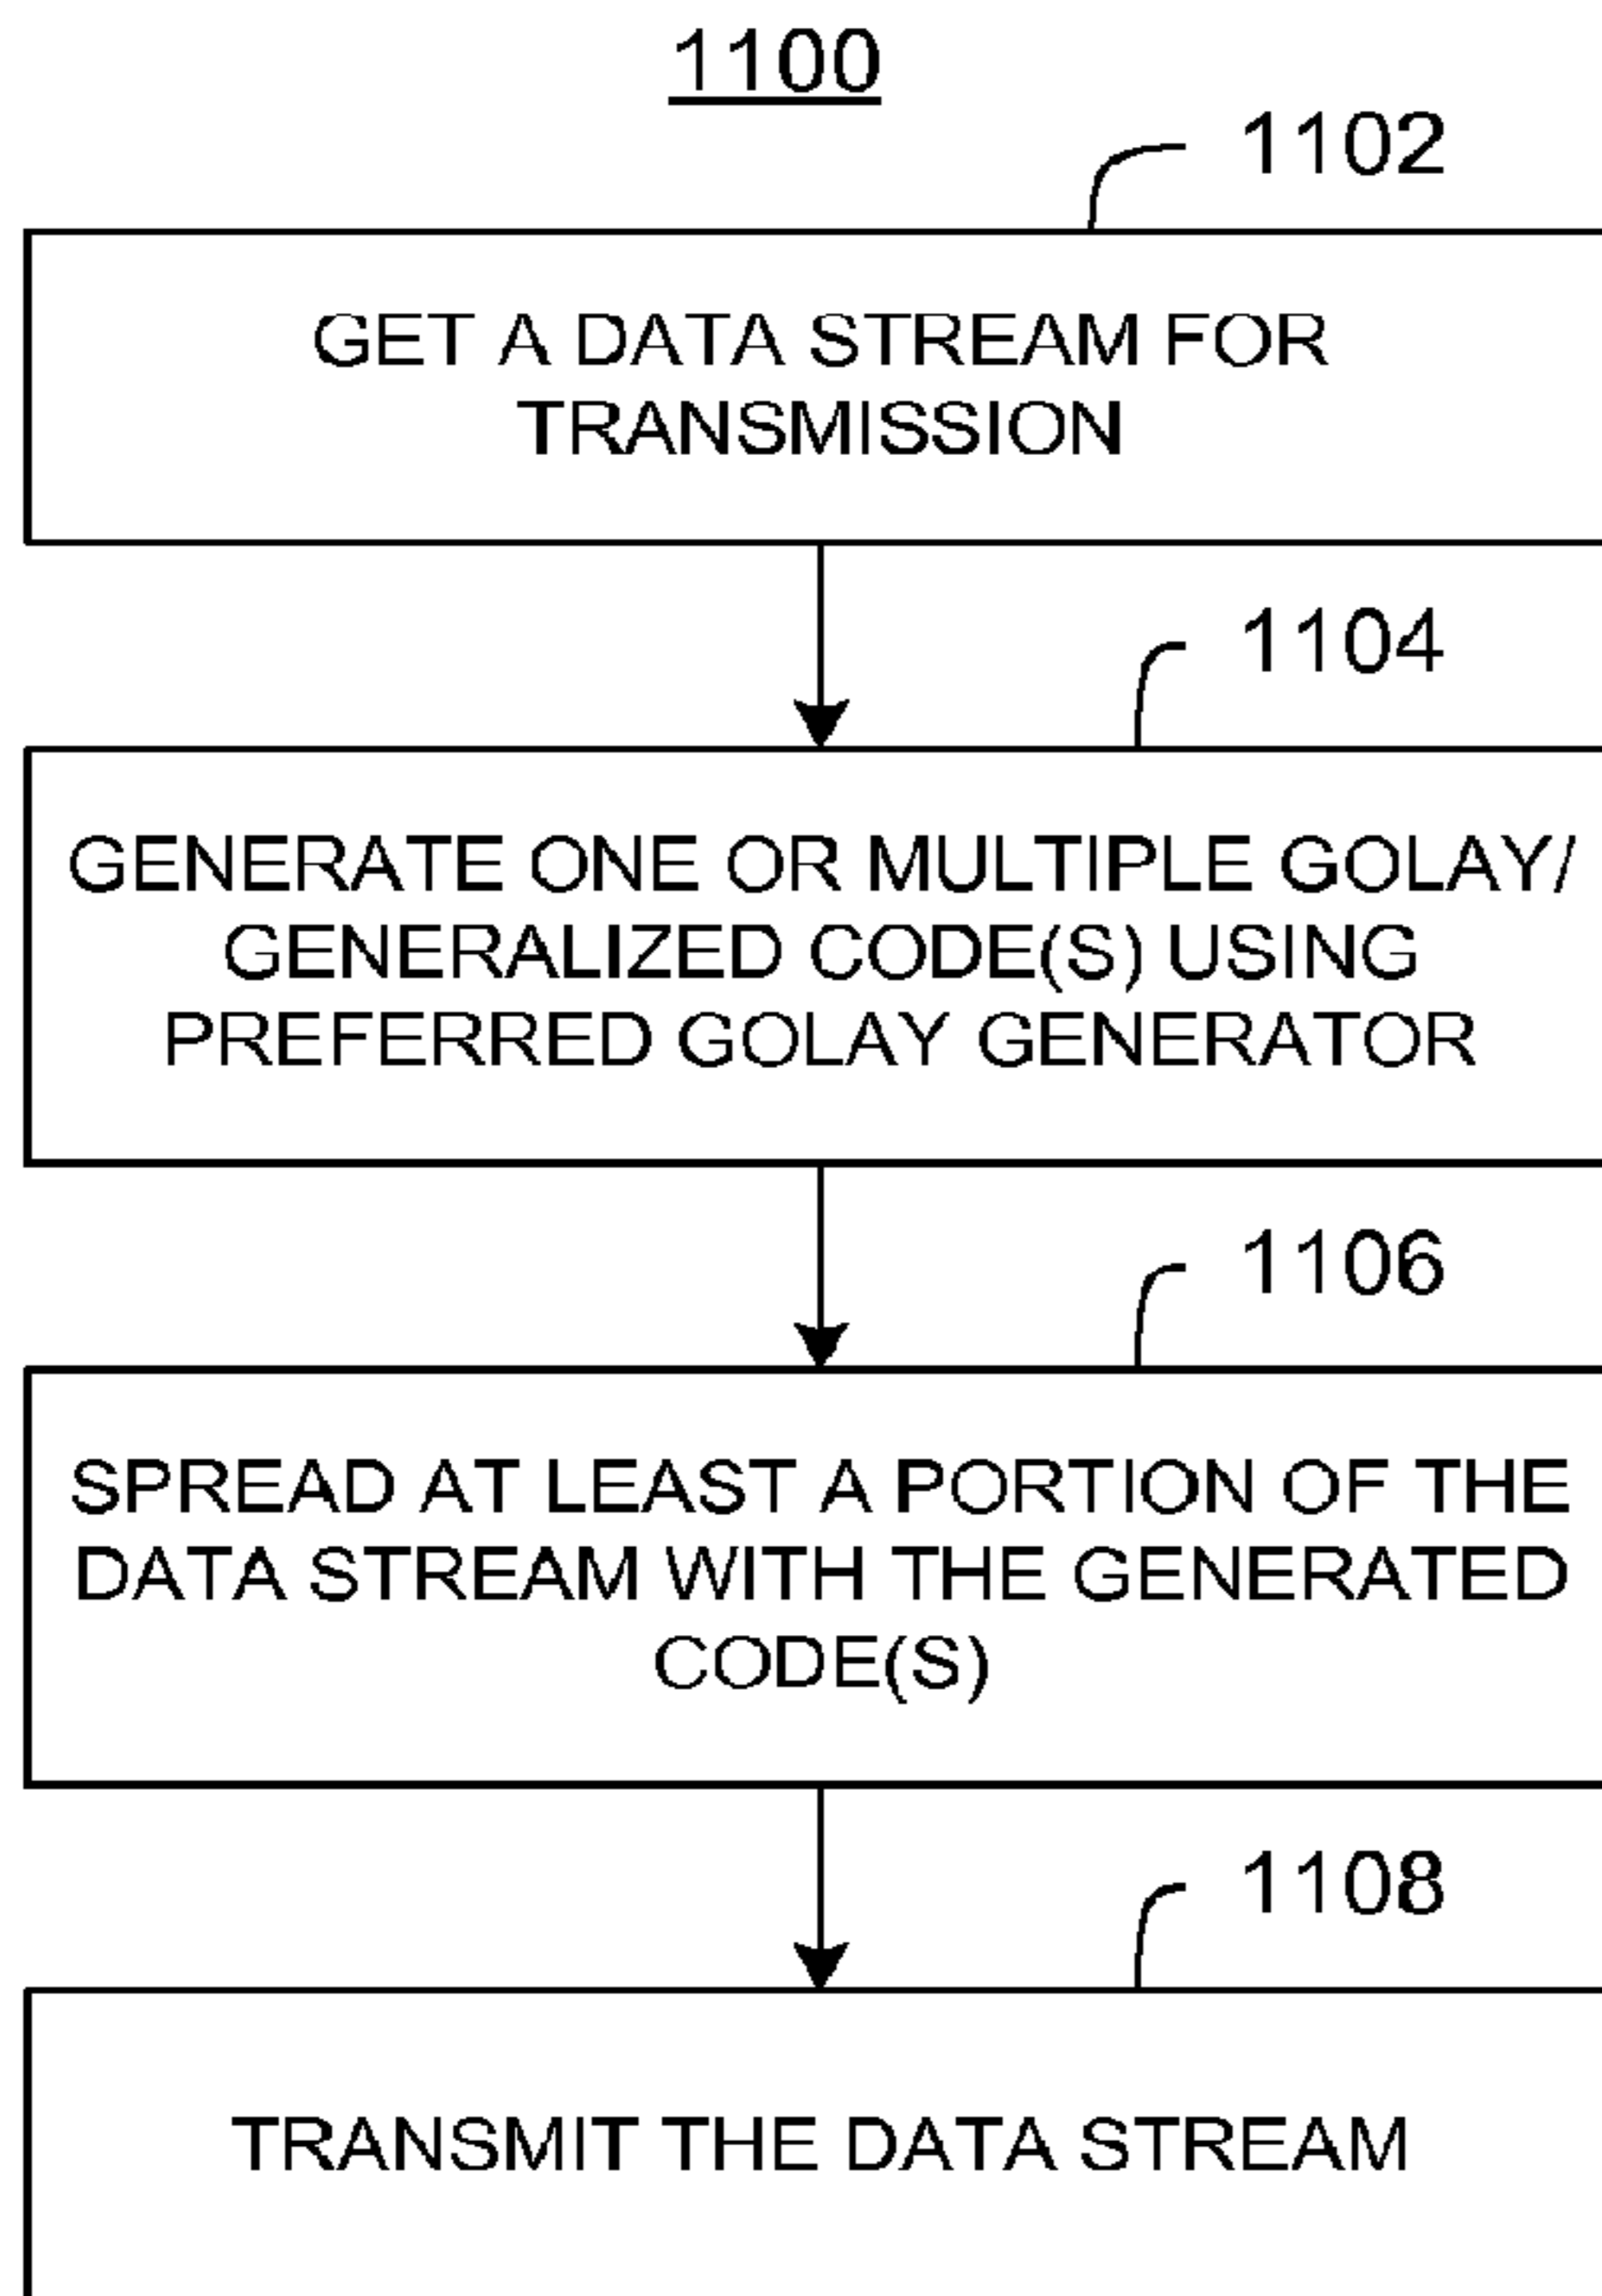 1100
1102
GET A DATA STREAM FOR
TRANSMISSION
1104
GENERATE ONE OR MULTIPLE GOLAY/
GENERALIZED CODE(S) USING
PREFERRED GOLAY GENERATOR
1106
SPREAD AT LEAST A PORTION OF THE
DATA STREAM WITH THE GENERATED
CODE(S)
1108
TRANSMIT THE DATA STREAM